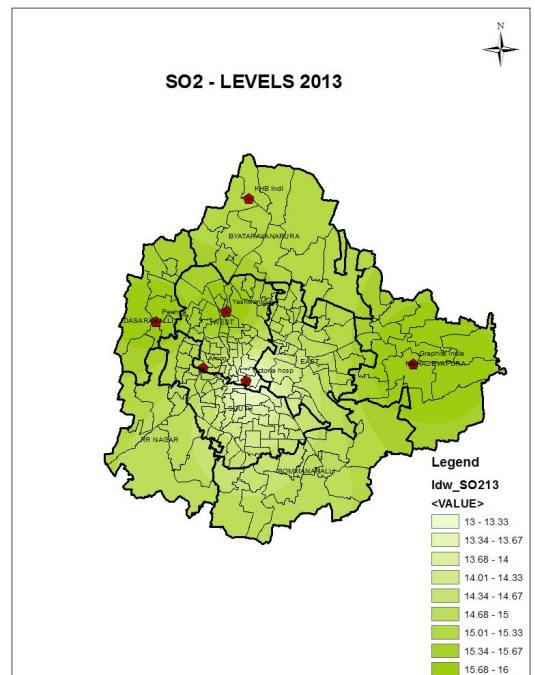 N
SO2 - LEVELS 2013
KHB Indl
BYATARAYANAPURA
Peenya
DASARAHALLI
WEST
EAST
Graphite India
MAHADEVAPURA
Victoria hosp
SOUTH
RR NAGAR
BOMMANAHALLI
Legend
Idw_SO213
<VALUE>
13 - 13.33
13.34 - 13.67
13.68 - 14
14.01 - 14.33
14.34 - 14.67
14.68 - 15
15.01 - 15.33
15.34 - 15.67
15.68 - 16